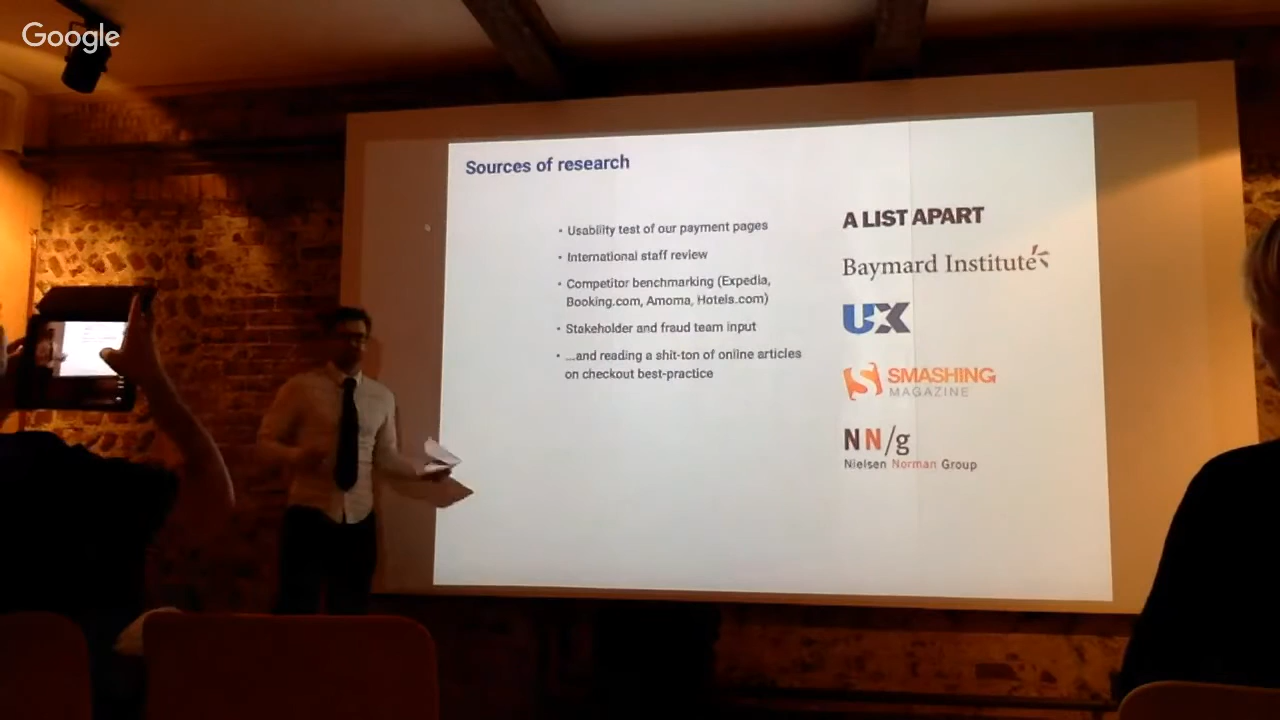 Google
Sources of research
• Usability test of our payment pages
• International staff review
• Competitor benchmarking (Expedia,
Booking.com, Amoma, Hotels.com)
• Stakeholder and fraud team input
• ...and reading a shit-ton of online articles
on checkout best-practice
A LIST APART
Baymard Institute
UX
SMASHING
MAGAZINE
NN/g
Nielsen Norman Group